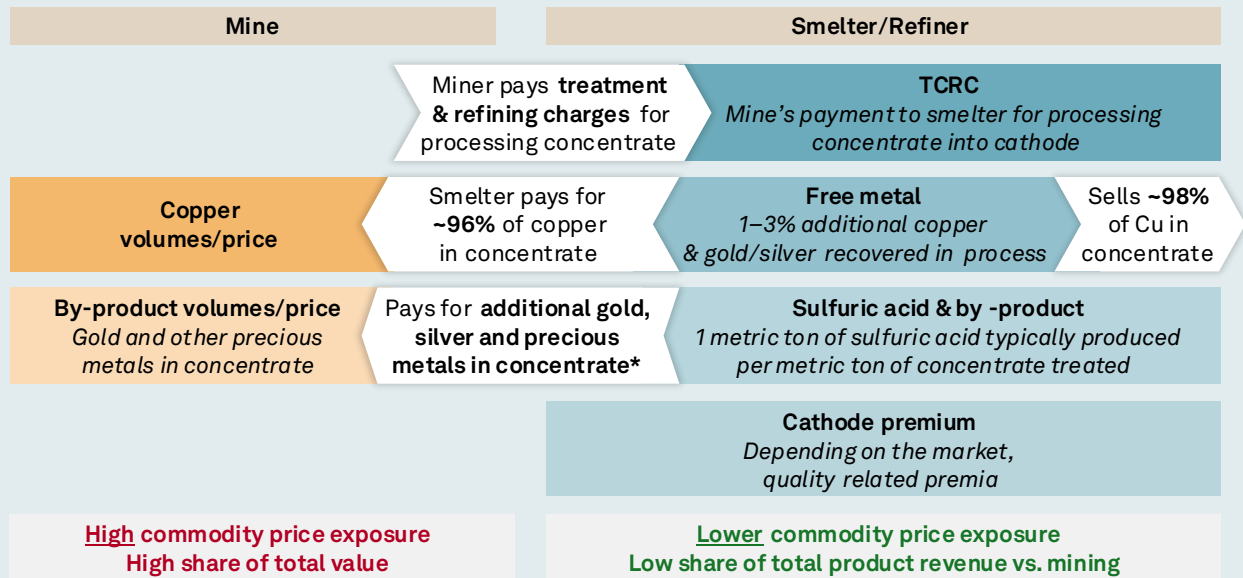 Mine
Smelter/Refiner
Miner pays treatment
& refining charges for
processing concentrate
TCRC
Mine's payment to smelter for processing
concentrate into cathode
Copper
volumes/price
Smelter pays for
~96% of copper
in concentrate
Free metal
1–3% additional copper
& gold/silver recovered in process
Sells ~98%
of Cu in
concentrate
By-product volumes/price
Gold and other precious
metals in concentrate
Pays for additional gold,
silver and precious
metals in concentrate*
Sulfuric acid & by -product
1 metric ton of sulfuric acid typically produced
per metric ton of concentrate treated
Cathode premium
Depending on the market,
quality related premia
High commodity price exposure
High share of total value
Lower commodity price exposure
Low share of total product revenue vs. mining